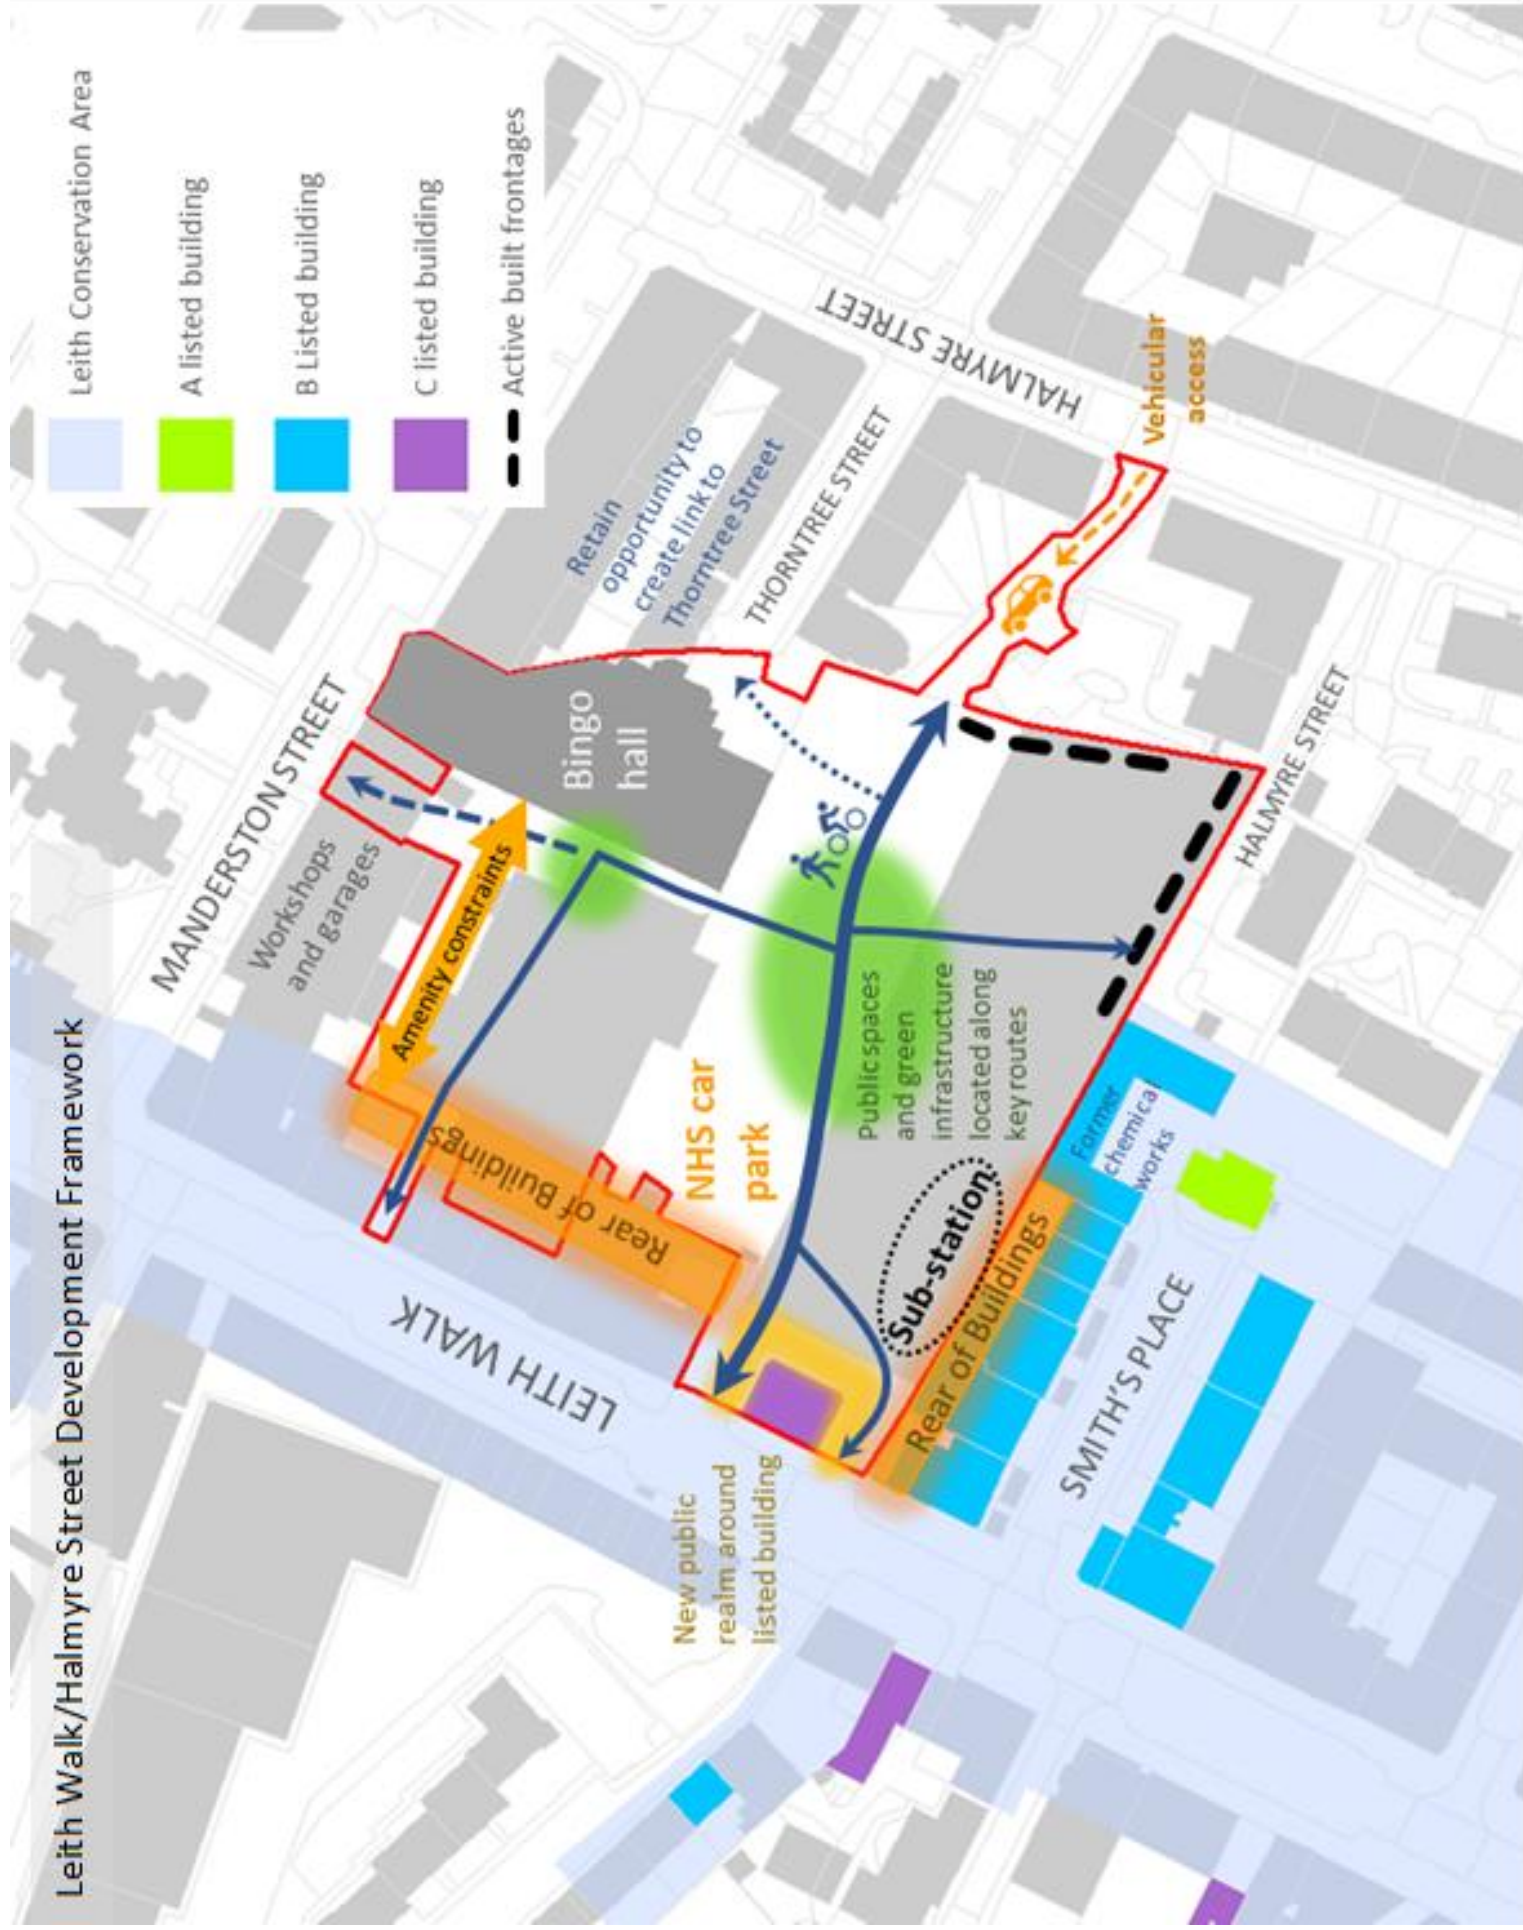 Leith Walk/Halmyre Street Development Framework
Leith Conservation Area
A listed building
B Listed building
C listed building
Active built frontages
MANDERSTON STREET
Workshops
and garages
Amenity constraints
Bingo
hall
Retain
opportunity to
create link to
Thorntree Street
THORNTREE STREET
HALMYRE STREET
Vehicular
access
LEITH WALK
Rear of Buildings
NHS car
park
Public spaces
and green
infrastructure
located along
key routes
HALMYRE STREET
New public
realm around
listed building
Sub-station
Rear of Buildings
Former
chemical
works
SMITH'S PLACE